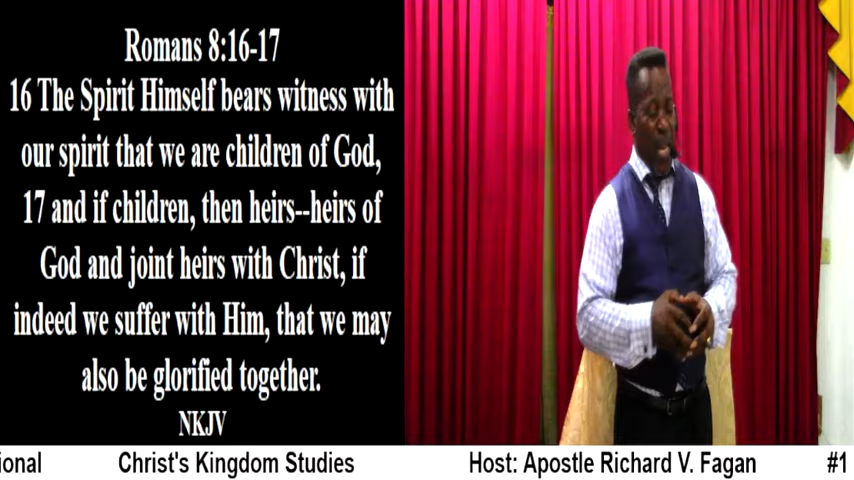 Romans 8:16-17
16 The Spirit Himself bears witness with
our spirit that we are children of God,
17 and if children, then heirs--heirs of
God and joint heirs with Christ, if
indeed we suffer with Him, that we may
also be glorified together.
NKJV
ional Christ's Kingdom Studies Host: Apostle Richard V. Fagan #1